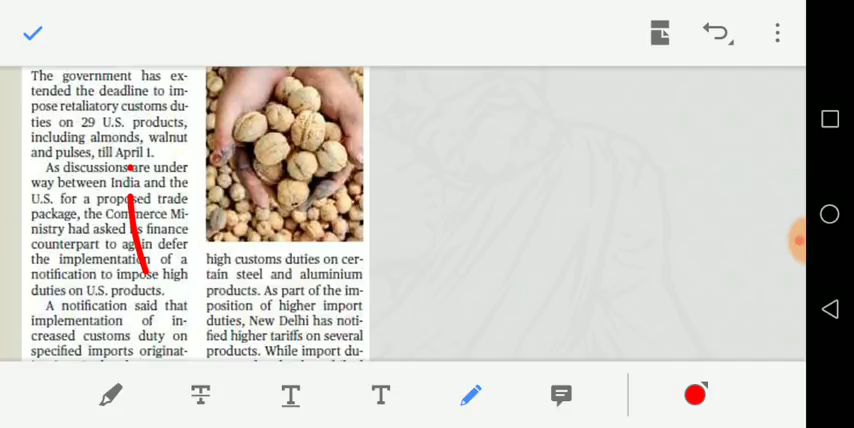 The government has ex-
tended the deadline to im-
pose retaliatory customs du-
ties on 29 U.S. products,
including almonds, walnut
and pulses, till April 1.
As discussions are under
way between India and the
U.S. for a proposed trade
package, the Commerce Mi-
nistry had asked its finance
counterpart to again defer
the implementation of a
notification to impose high
duties on U.S. products.
A notification said that
implementation of in-
creased customs duty on
specified imports originat-
high customs duties on cer-
tain steel and aluminium
products. As part of the im-
position of higher import
duties, New Delhi has noti-
fied higher tariffs on several
products. While import du-
T
T
T